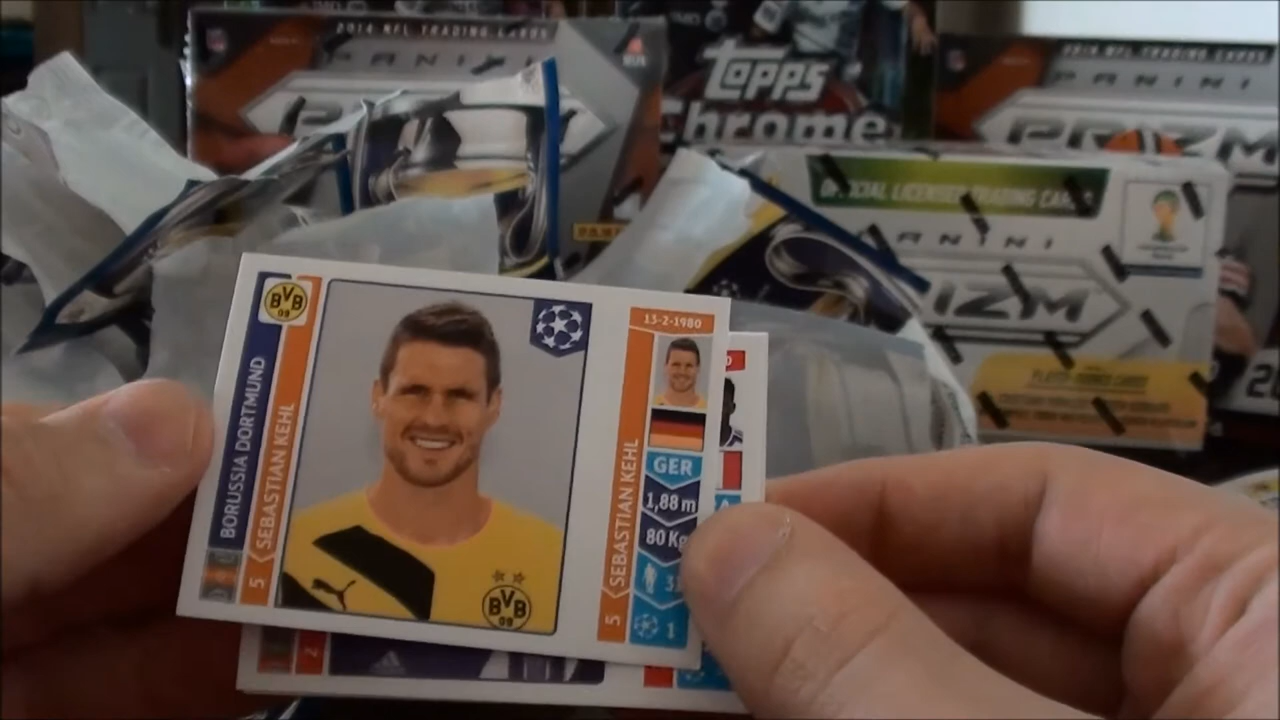 2014 NFL TRADING CARDS
PANINI
PRIZM
Topps
Chrome
2014 NFL TRADING CARDS
PANINI
PRIZM
OFFICIAL LICENSED TRADING CARDS
PANINI
PRIZM
BVB
09
BORUSSIA DORTMUND
5 SEBASTIAN KEHL
BVB
09
5 SEBASTIAN KEHL
13-2-1980
GER
1,88 m
80 Kg
1
2